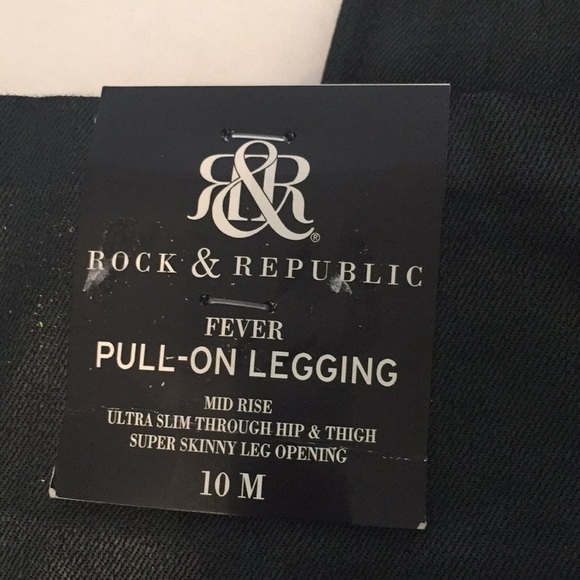 R&R®
ROCK & REPUBLIC
FEVER
PULL-ON LEGGING
MID RISE
ULTRA SLIM THROUGH HIP & THIGH
SUPER SKINNY LEG OPENING
10 M